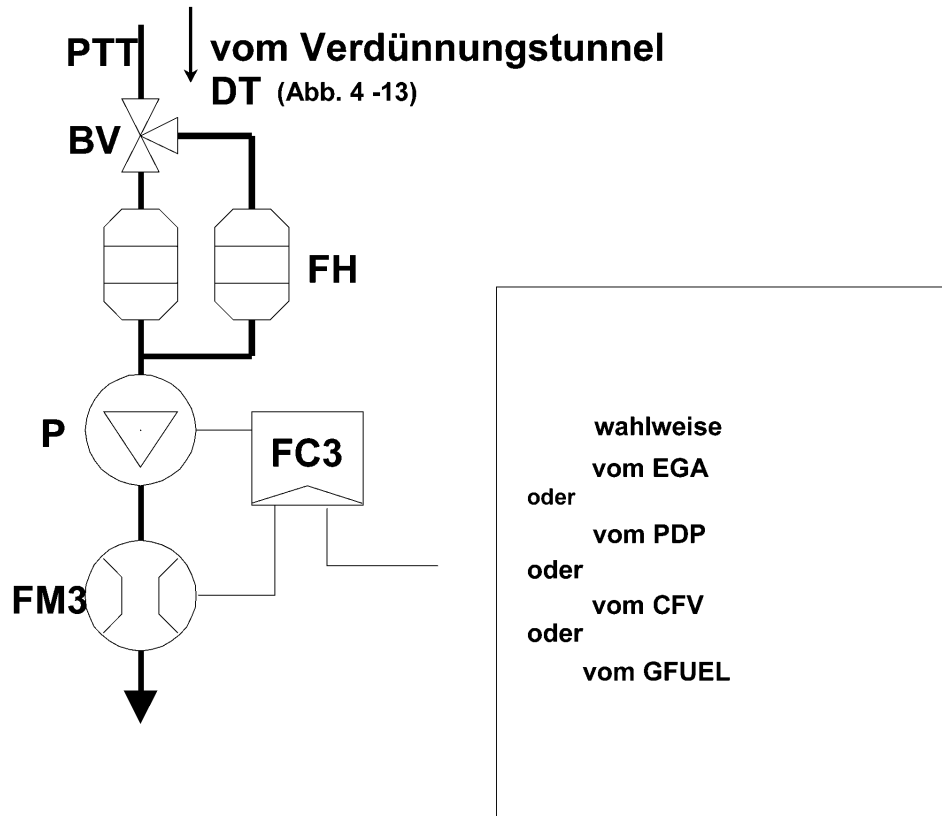 PTT
vom Verdünnungstunnel
DT (Abb. 4 -13)
BV
FH
P
FC3
FM3
wahlweise
vom EGA
oder
vom PDP
oder
vom CFV
oder
vom GFUEL